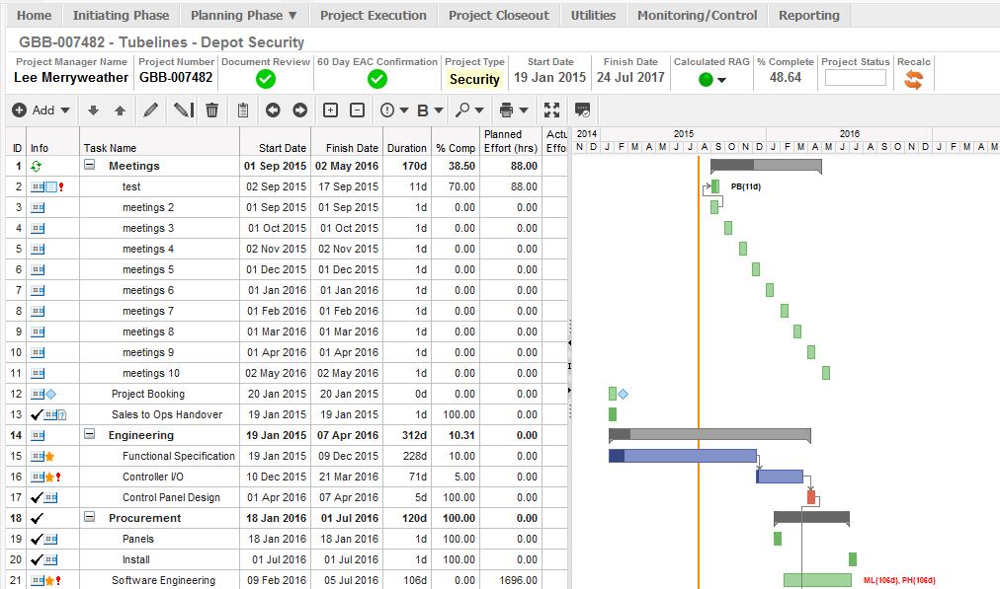 Home Initiating Phase Planning Phase ▼ Project Execution Project Closeout Utilities Monitoring/Control Reporting
GBB-007482 - Tubelines - Depot Security
Project Manager Name Project Number Document Review 60 Day EAC Confirmation Project Type Start Date Finish Date Calculated RAG % Complete Project Status Recalc
Lee Merryweather GBB-007482 Security 19 Jan 2015 24 Jul 2017 48.64
Add B
2014 2015 2016
Planned Actu
ID Info Task Name Start Date Finish Date Duration % Comp Effort (hrs) Effo N D J F M A M J J A S O N D J F M A M J J A S O N D J F M A M
1 Meetings 01 Sep 2015 02 May 2016 170d 38.50 88.00
2 test 02 Sep 2015 17 Sep 2015 11d 70.00 88.00 PB(11d)
3 meetings 2 01 Sep 2015 01 Sep 2015 1d 0.00 0.00
4 meetings 3 01 Oct 2015 01 Oct 2015 1d 0.00 0.00
5 meetings 4 02 Nov 2015 02 Nov 2015 1d 0.00 0.00
6 meetings 5 01 Dec 2015 01 Dec 2015 1d 0.00 0.00
7 meetings 6 01 Jan 2016 01 Jan 2016 1d 0.00 0.00
8 meetings 7 01 Feb 2016 01 Feb 2016 1d 0.00 0.00
9 meetings 8 01 Mar 2016 01 Mar 2016 1d 0.00 0.00
10 meetings 9 01 Apr 2016 01 Apr 2016 1d 0.00 0.00
11 meetings 10 02 May 2016 02 May 2016 1d 0.00 0.00
12 Project Booking 20 Jan 2015 20 Jan 2015 0d 0.00 0.00
13 Sales to Ops Handover 19 Jan 2015 19 Jan 2015 1d 100.00 0.00
14 Engineering 19 Jan 2015 07 Apr 2016 312d 10.31 0.00
15 Functional Specification 19 Jan 2015 09 Dec 2015 228d 10.00 0.00
16 Controller I/O 10 Dec 2015 21 Mar 2016 71d 5.00 0.00
17 Control Panel Design 01 Apr 2016 07 Apr 2016 5d 100.00 0.00
18 Procurement 18 Jan 2016 01 Jul 2016 120d 100.00 0.00
19 Panels 18 Jan 2016 18 Jan 2016 1d 100.00 0.00
20 Install 01 Jul 2016 01 Jul 2016 1d 100.00 0.00
21 Software Engineering 09 Feb 2016 05 Jul 2016 106d 0.00 1696.00 ML(106d), PH(106d)